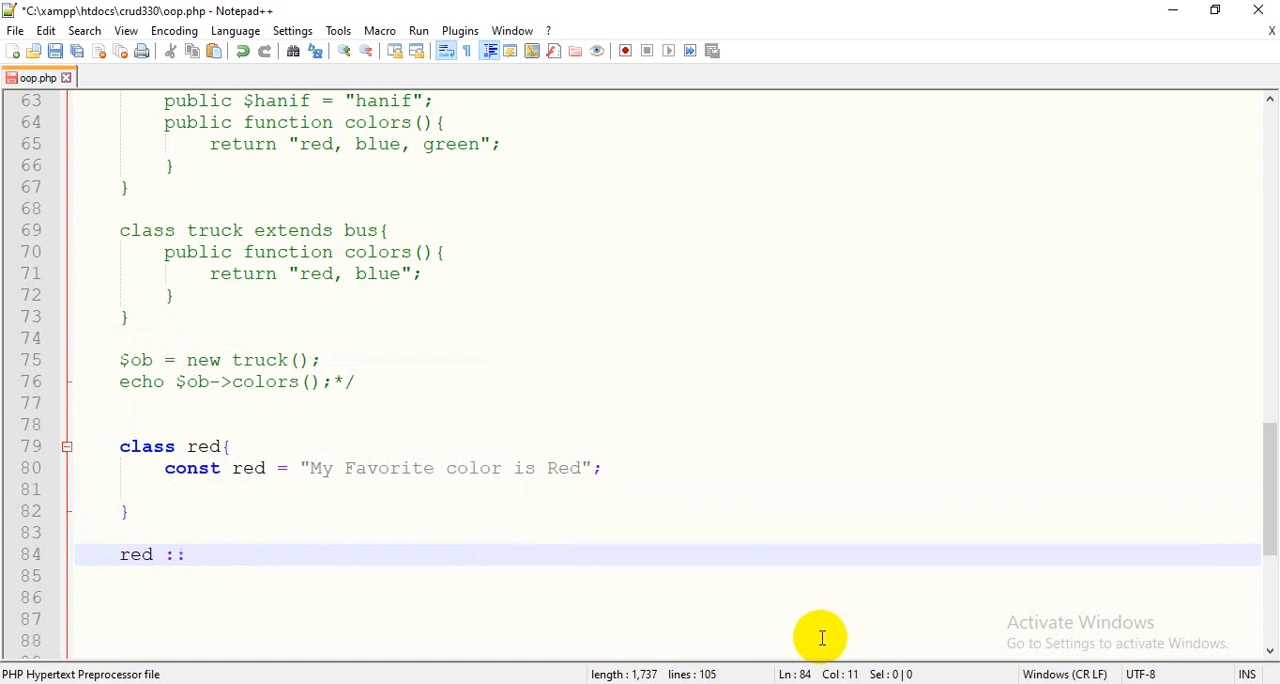 *C:\xampp\htdocs\crud330\oop.php - Notepad++
File Edit Search View Encoding Language Settings Tools Macro Run Plugins Window ? X
oop.php
63 public $hanif = "hanif";
64 public function colors(){
65 return "red, blue, green";
66 }
67 }
68
69 class truck extends bus{
70 public function colors(){
71 return "red, blue";
72 }
73 }
74
75 $ob = new truck();
76 echo $ob->colors();*/
77
78
79 class red{
80 const red = "My Favorite color is Red";
81
82 }
83
84 red ::
85
86
87
88
Activate Windows
Go to Settings to activate Windows.
PHP Hypertext Preprocessor file length : 1,737 lines : 105 Ln : 84 Col : 11 Sel : 0 | 0 Windows (CR LF) UTF-8 INS